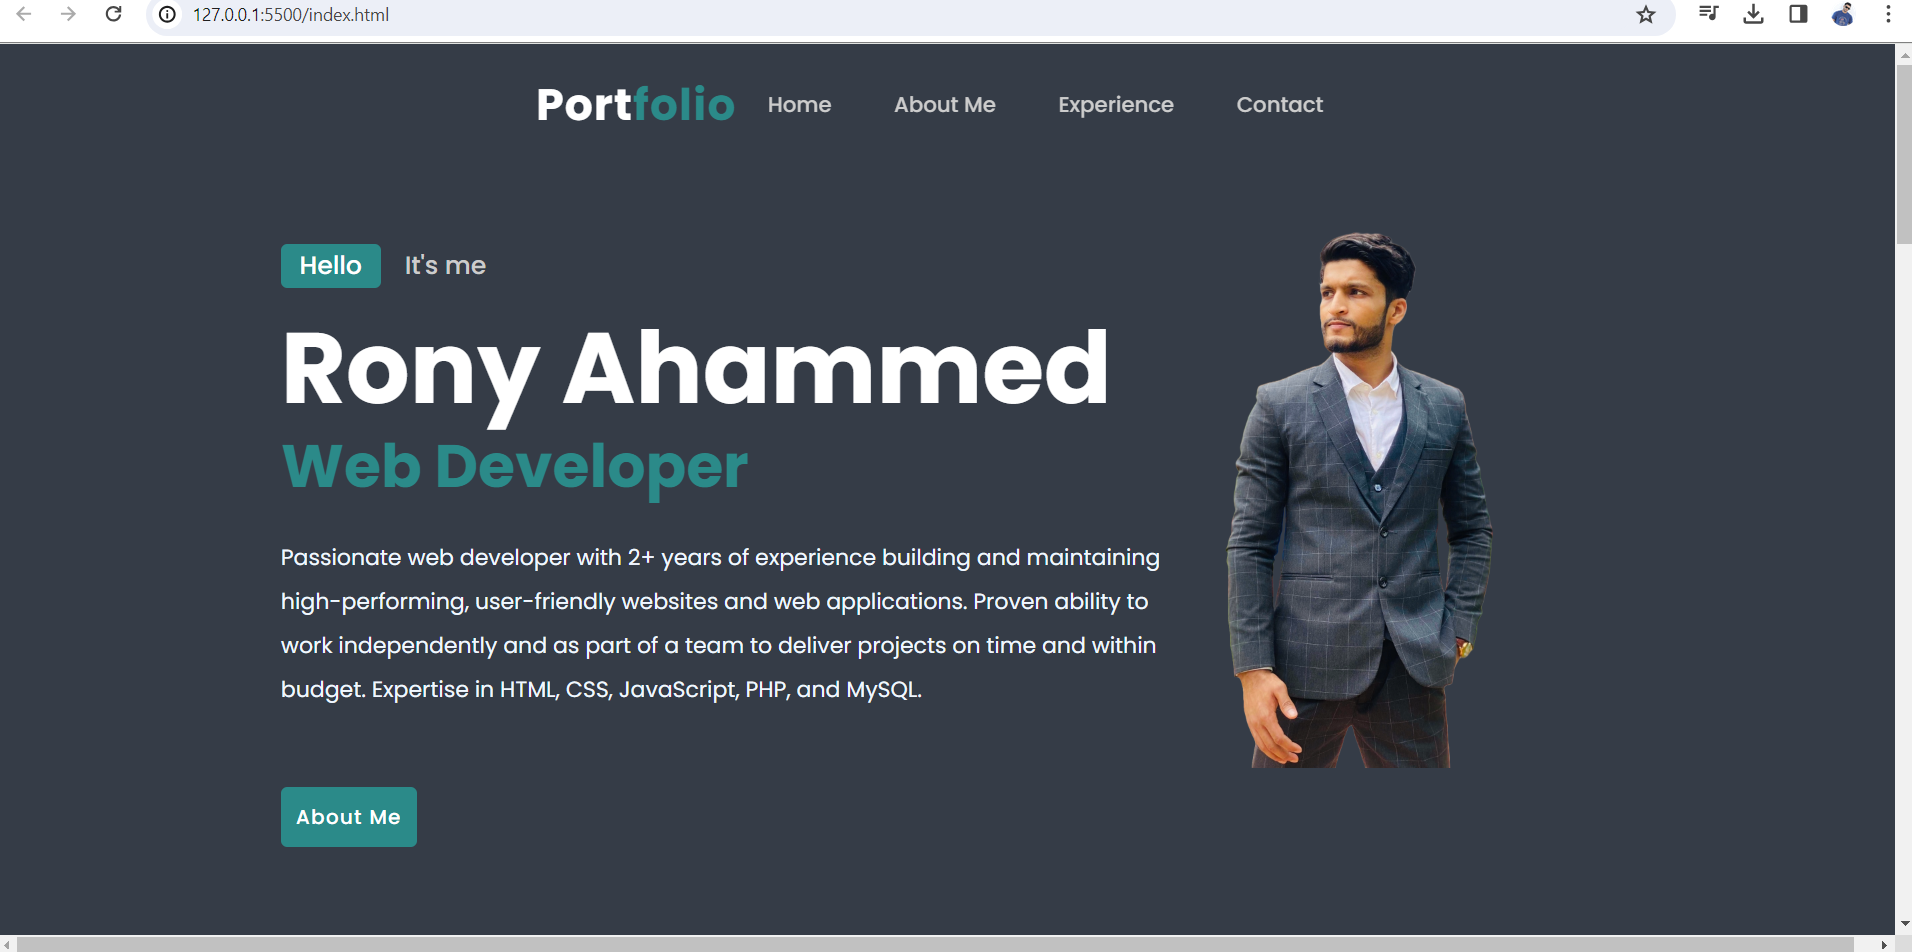 127.0.0.1:5500/index.html
Portfolio Home About Me Experience Contact
Hello It's me
Rony Ahammed
Web Developer
Passionate web developer with 2+ years of experience building and maintaining
high-performing, user-friendly websites and web applications. Proven ability to
work independently and as part of a team to deliver projects on time and within
budget. Expertise in HTML, CSS, JavaScript, PHP, and MySQL.
About Me